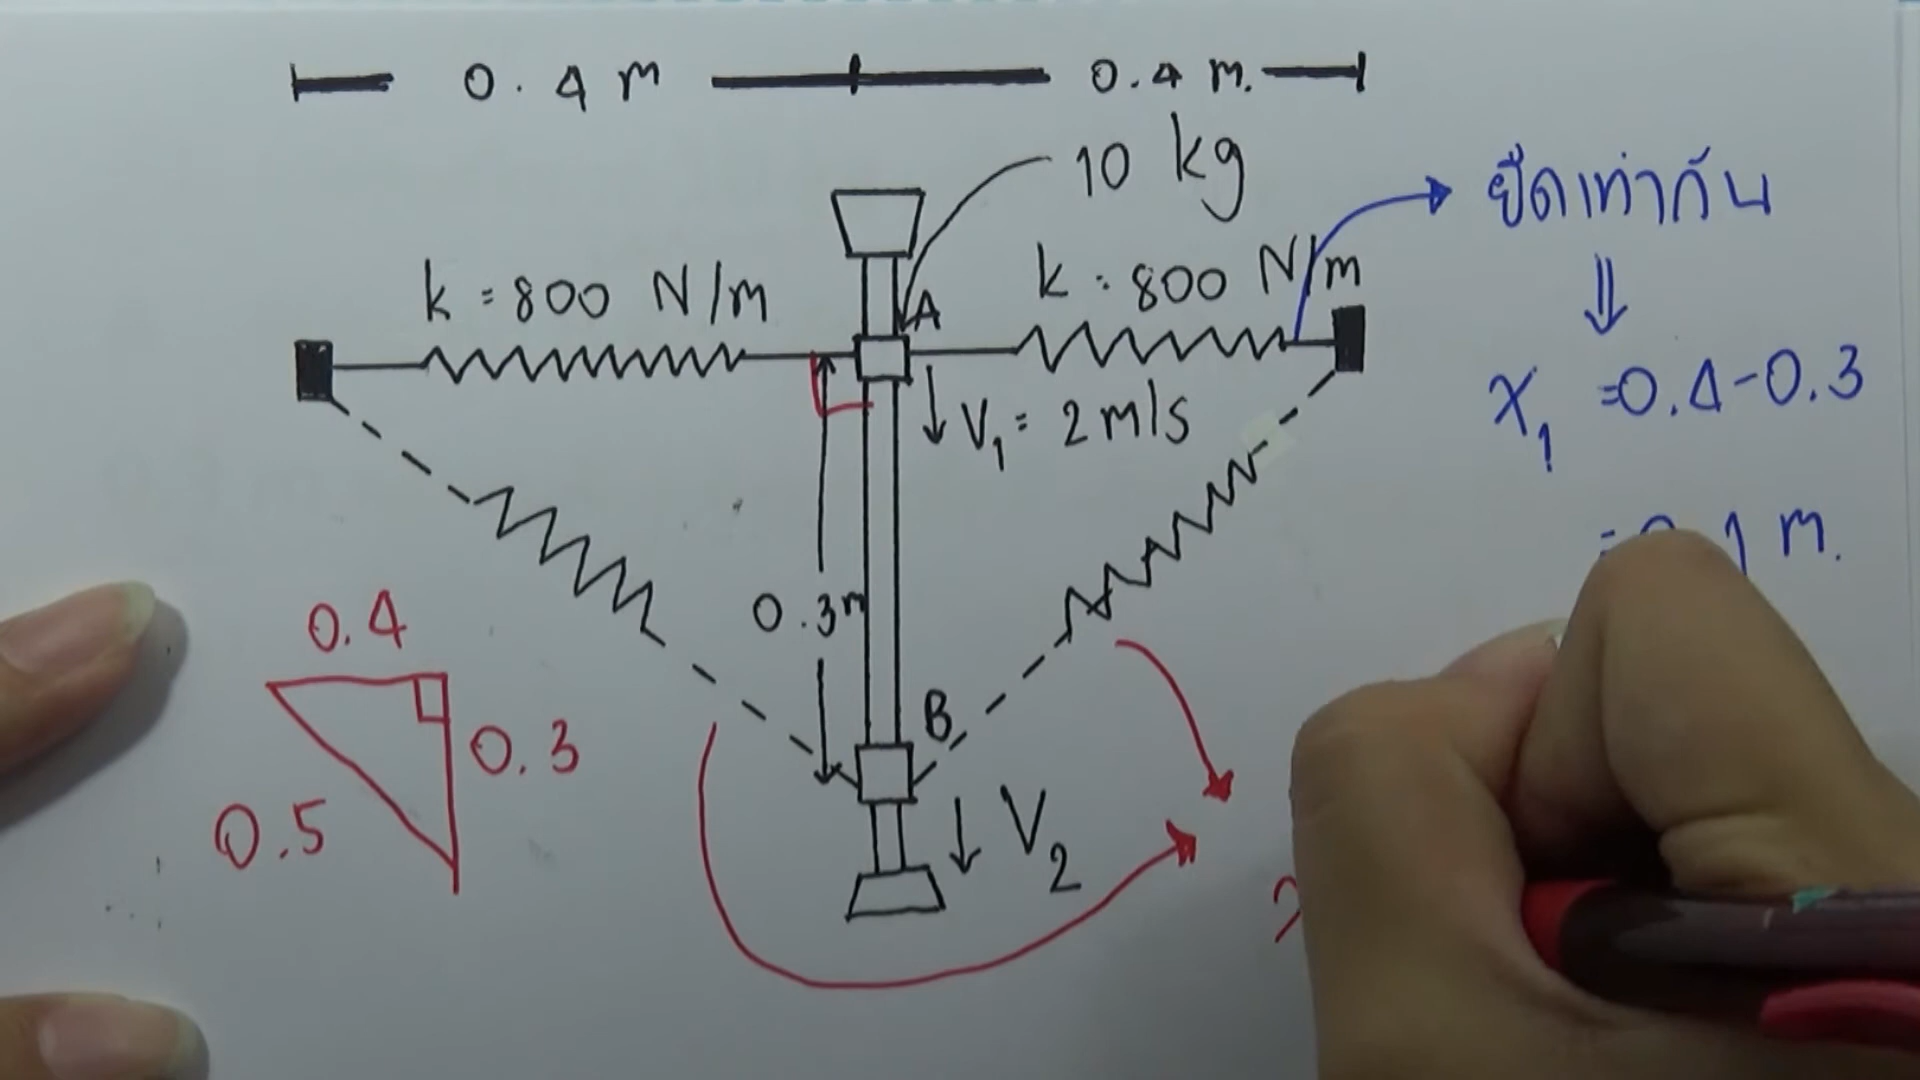 0.4 m
0.4 m.
10 kg
k = 800 N/m
k : 800 N/m
A
V₁ = 2 m/s
ยืดเท่ากัน
⇓
x₁ = 0.4-0.3
1 m.
0.3 m
B
V₂
0.4
0.3
0.5